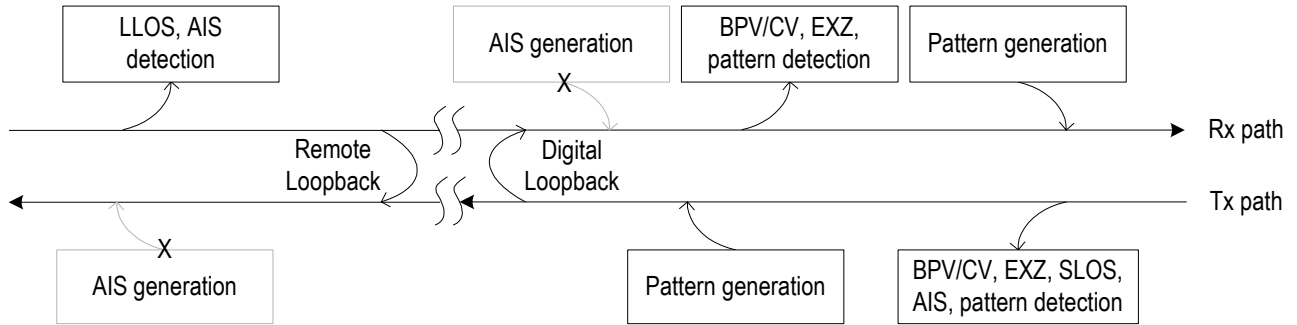 LLOS, AIS
detection
AIS generation
X
BPV/CV, EXZ,
pattern detection
Pattern generation
Rx path
Remote
Loopback
Digital
Loopback
Tx path
X
AIS generation
Pattern generation
BPV/CV, EXZ, SLOS,
AIS, pattern detection